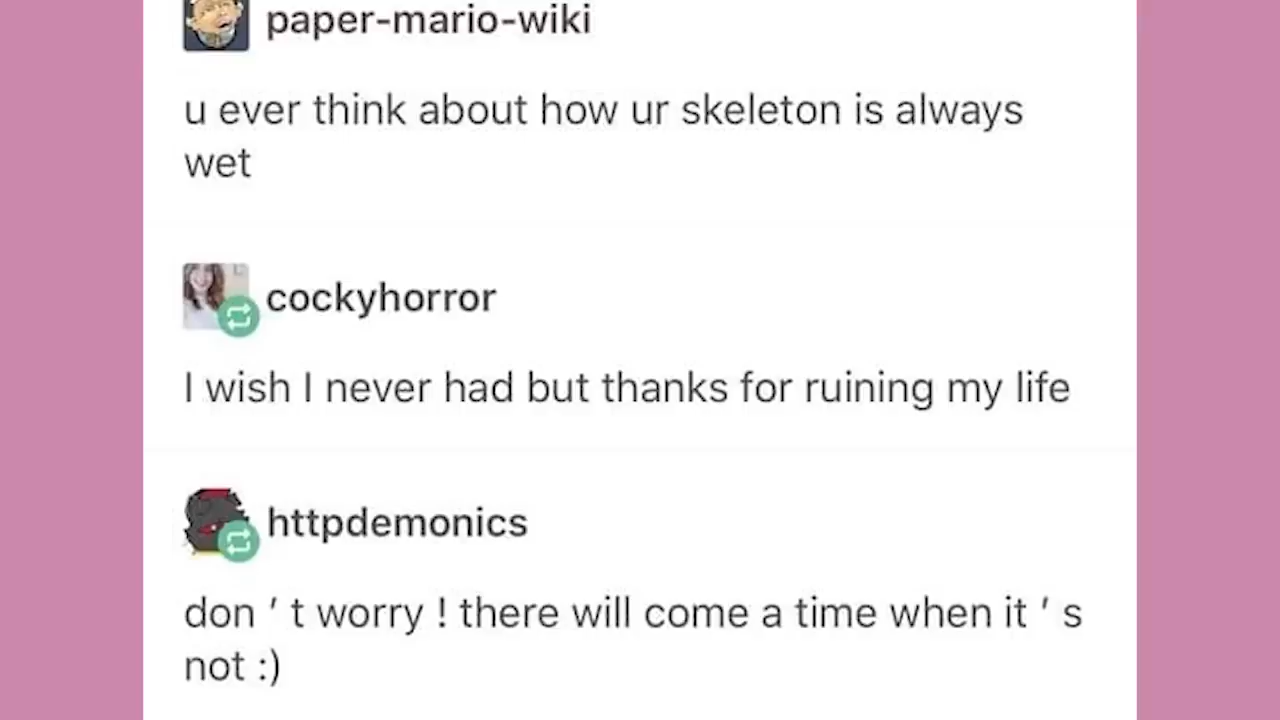 paper-mario-wiki
u ever think about how ur skeleton is always
wet
cockyhorror
I wish I never had but thanks for ruining my life
httpdemonics
don ' t worry ! there will come a time when it ' s
not :)